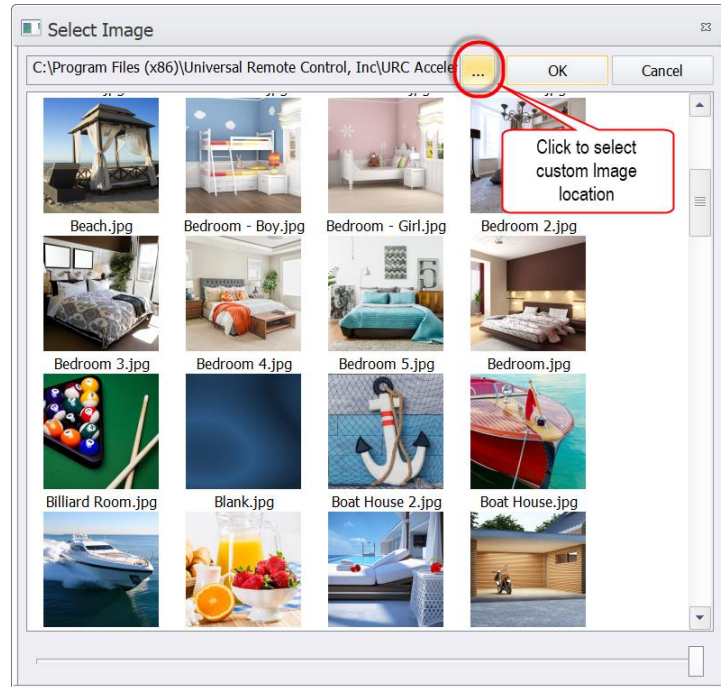 Select Image
C:\Program Files (x86)\Universal Remote Control, Inc\URC Acceler
...
OK
Cancel
Click to select
custom Image
location
Beach.jpg
Bedroom - Boy.jpg
Bedroom - Girl.jpg
Bedroom 2.jpg
5
Bedroom 3.jpg
Bedroom 4.jpg
Bedroom 5.jpg
Bedroom.jpg
Billiard Room.jpg
Blank.jpg
Boat House 2.jpg
Boat House.jpg